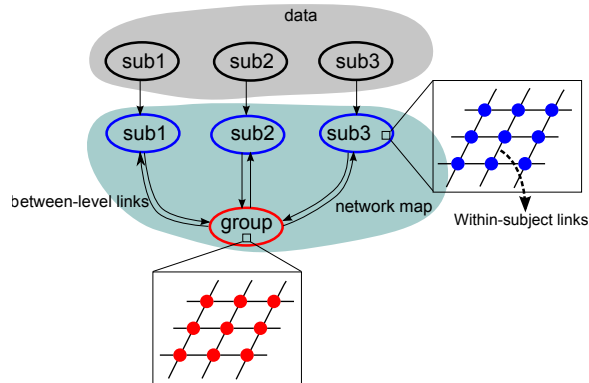 data
sub1 sub2 sub3
sub1 sub2 sub3
between-level links
network map
group
Within-subject links